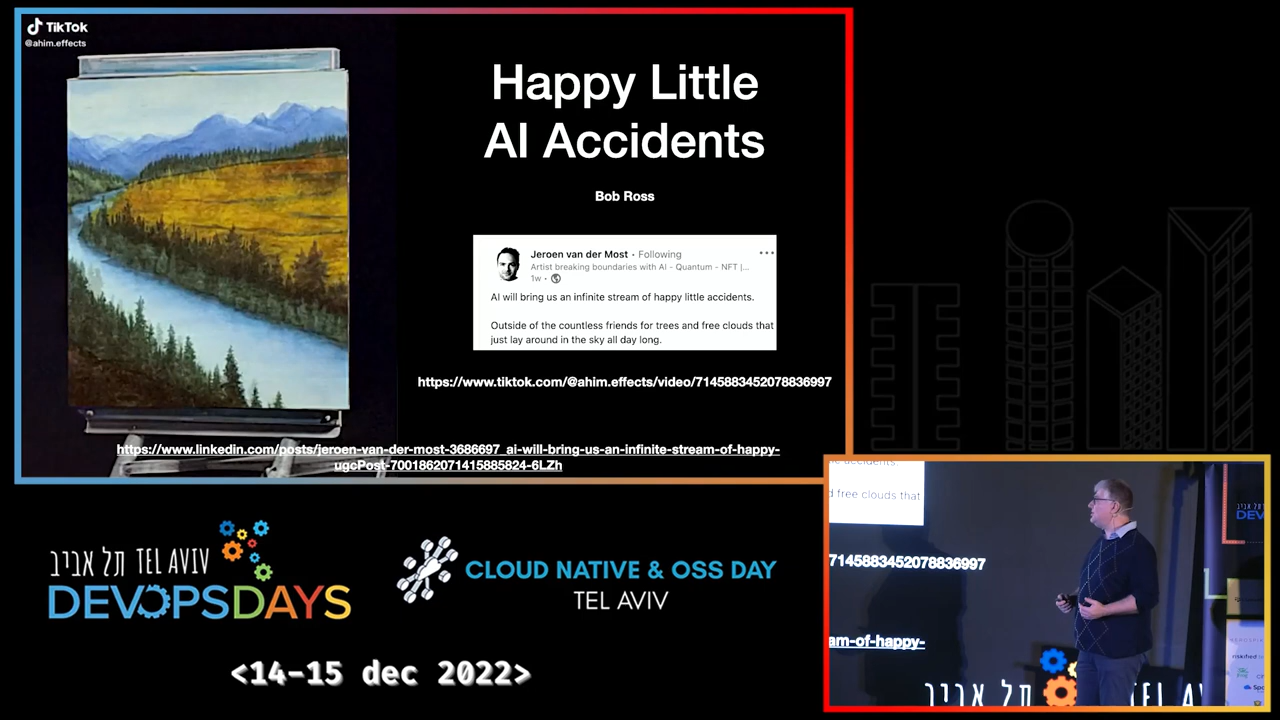 TikTok
@ahim.effects
Happy Little
AI Accidents
Bob Ross
Jeroen van der Most • Following
Artist breaking boundaries with AI - Quantum - NFT |...
1w •
AI will bring us an infinite stream of happy little accidents.
Outside of the countless friends for trees and free clouds that
just lay around in the sky all day long.
https://www.tiktok.com/@ahim.effects/video/7145883452078836997
https://www.linkedin.com/posts/jeroen-van-der-most-3686697_ai-will-bring-us-an-infinite-stream-of-happy-
ugcPost-7001862071415885824-6LZh
תל אביב TEL AVIV
DEVOPSDAYS
CLOUD NATIVE & OSS DAY
TEL AVIV
<14-15 dec 2022>
accidents.
d free clouds that
7145883452078836997
am-of-happy-
DEV
riskified
תל אביב TEL AV